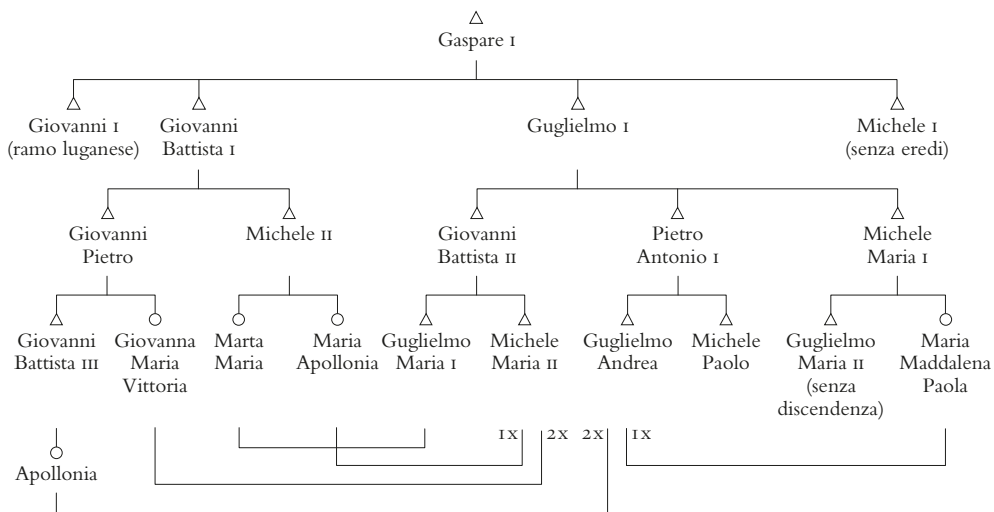 Gaspare I
Giovanni I
(ramo luganese)
Giovanni
Battista I
Guglielmo I
Michele I
(senza eredi)
Giovanni
Pietro
Michele II
Giovanni
Battista II
Pietro
Antonio I
Michele
Maria I
Giovanni
Battista III
Giovanna
Maria
Vittoria
Marta
Maria
Maria
Apollonia
Guglielmo
Maria I
Michele
Maria II
Guglielmo
Andrea
Michele
Paolo
Guglielmo
Maria II
(senza
discendenza)
Maria
Maddalena
Paola
1x 2x 2x 1x
Apollonia